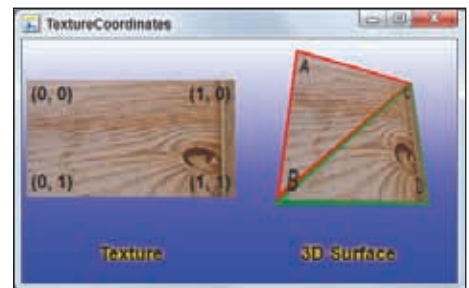 TextureCoordinates
(0, 0)
(1, 0)
(0, 1)
(1, 1)
A
C
B
D
Texture
3D Surface